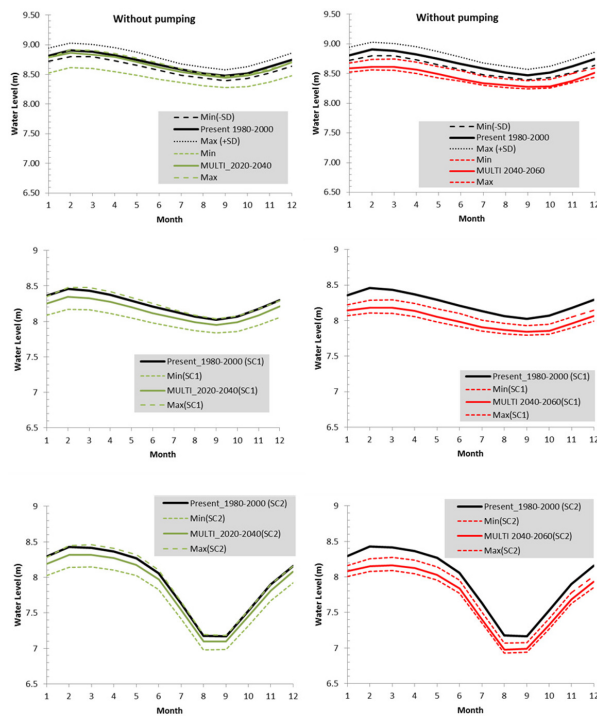 Without pumping
9.50
9.00
8.50
8.00
7.50
7.00
6.50
Water Level(m)
Min(-SD)
Present 1980-2000
Max (+SD)
Min
MULTI_2020-2040
Max
1 2 3 4 5 6 7 8 9 10 11 12
Month
Without pumping
9.50
9.00
8.50
8.00
7.50
7.00
6.50
Water Level(m)
Min(-SD)
Present 1980-2000
Max (+SD)
Min
MULTI 2040-2060
Max
1 2 3 4 5 6 7 8 9 10 11 12
Month
9
8.5
8
7.5
7
6.5
Water Level (m)
Present_1980-2000 (SC1)
Min(SC1)
MULTI_2020-2040(SC1)
Max(SC1)
1 2 3 4 5 6 7 8 9 10 11 12
Month
9
8.5
8
7.5
7
6.5
Water Level (m)
Present_1980-2000 (SC1)
Min(SC1)
MULTI 2040-2060(SC1)
Max(SC1)
1 2 3 4 5 6 7 8 9 10 11 12
Month
9
8.5
8
7.5
7
6.5
Water Level (m)
Present_1980-2000 (SC2)
Min(SC2)
MULTI_2020-2040(SC2)
Max(SC2)
1 2 3 4 5 6 7 8 9 10 11 12
Month
9
8.5
8
7.5
7
6.5
Water Level (m)
Present_1980-2000 (SC2)
Min(SC2)
MULTI 2040-2060(SC2)
Max(SC2)
1 2 3 4 5 6 7 8 9 10 11 12
Month